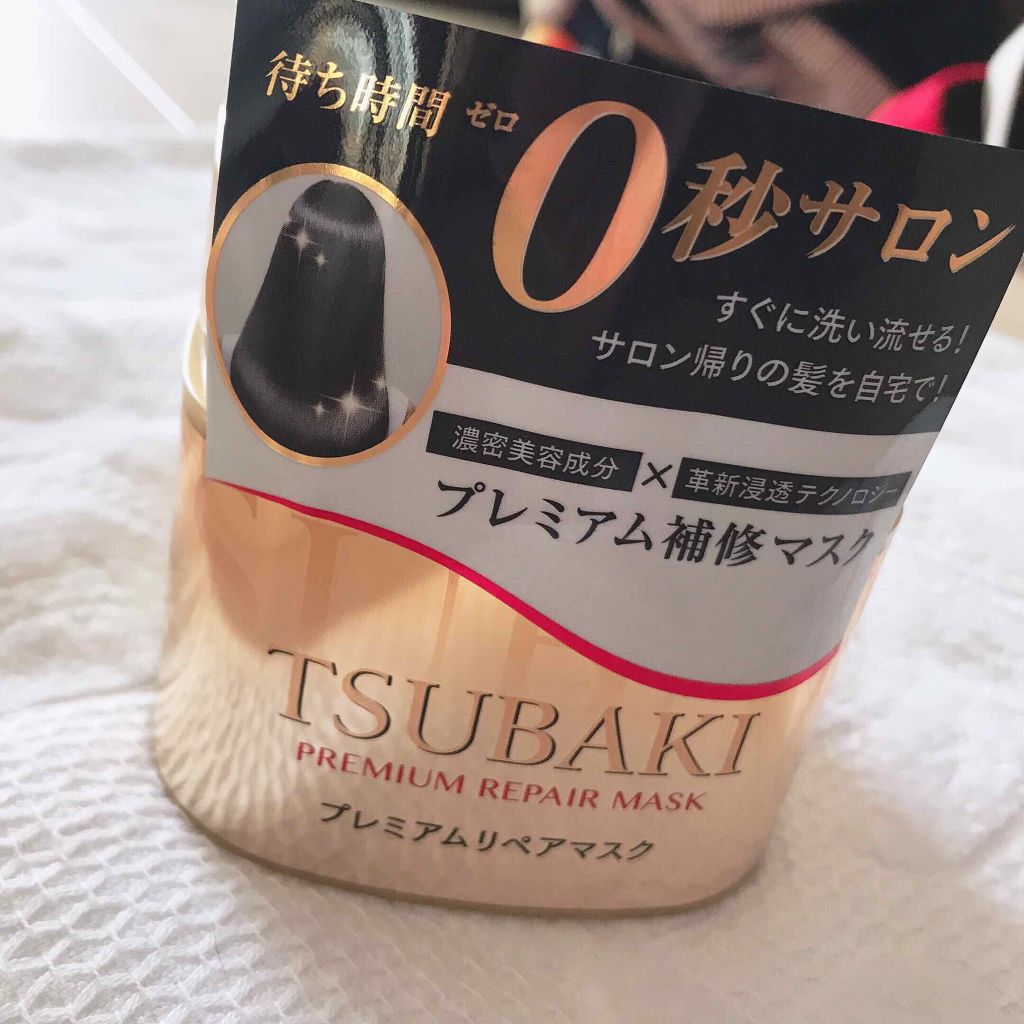 待ち時間 ゼロ
0秒サロン
すぐに洗い流せる!
サロン帰りの髪を自宅で!
濃密美容成分 × 革新浸透テクノロジー
プレミアム補修マスク
TSUBAKI
PREMIUM REPAIR MASK
プレミアムリペアマスク